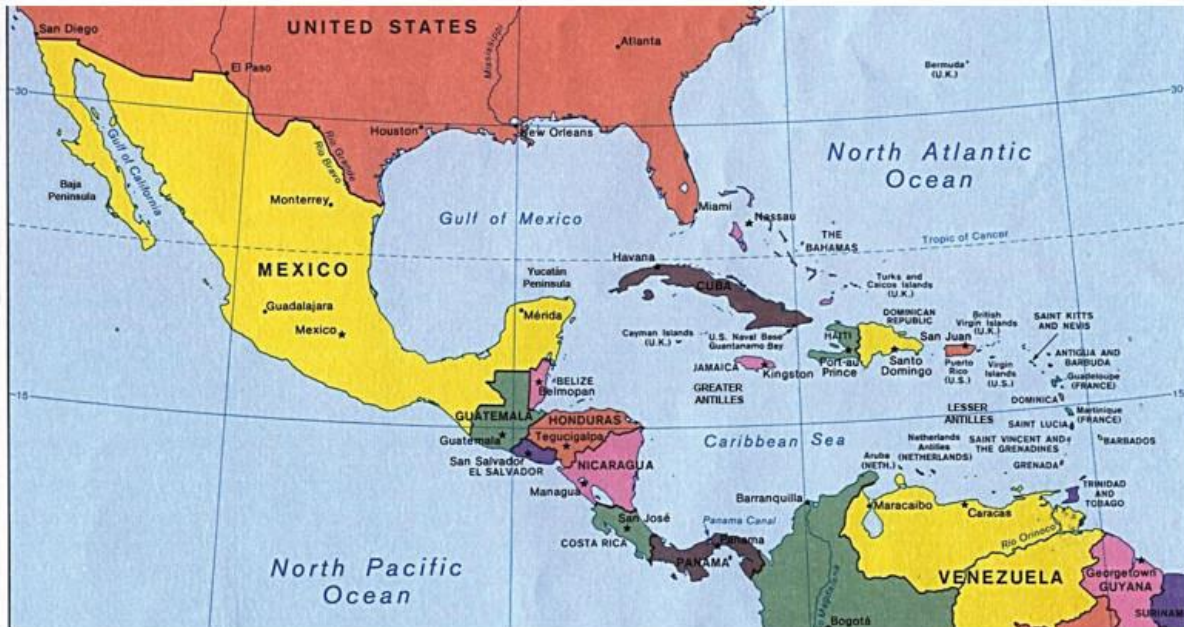 San Diego
UNITED STATES
Mississippi
Atlanta
Bermuda
(U.K.)
El Paso
30
30
Houston
New Orleans
Gulf of California
Rio Grande
Rio Bravo
North Atlantic
Ocean
Baja
Peninsula
Monterrey
Gulf of Mexico
Miami
Nassau
THE
BAHAMAS
Tropic of Cancer
Havana
MEXICO
Yucatán
Peninsula
CUBA
Turks and
Caicos Islands
(U.K.)
Guadalajara
Mérida
Mexico
Cayman Islands
(U.K.)
U.S. Naval Base
Guantanamo Bay
HAITI
DOMINICAN
REPUBLIC
San Juan
British
Virgin Islands
(U.K.)
SAINT KITTS
AND NEVIS
JAMAICA
Kingston
Port-au
Prince
Santo
Domingo
Puerto
Rico
(U.S.)
Virgin
Islands
(U.S.)
ANTIGUA AND
BARBUDA
Guadeloupe
(FRANCE)
BELIZE
Belmopan
GREATER
ANTILLES
DOMINICA
15
15
LESSER
ANTILLES
Martinique
(FRANCE)
GUATEMALA
HONDURAS
SAINT LUCIA
Guatemala
Tegucigalpa
Caribbean Sea
Netherlands
Antilles
(NETHERLANDS)
SAINT VINCENT AND
THE GRENADINES
BARBADOS
San Salvador
EL SALVADOR
NICARAGUA
Aruba
(NETH.)
GRENADA
Managua
Barranquilla
Maracaibo
Caracas
TRINIDAD
AND
TOBAGO
San José
COSTA RICA
Panama Canal
Panama
PANAMA
Rio Orinoco
North Pacific
Ocean
VENEZUELA
Georgetown
GUYANA
Rio Magdalena
SURINAM
Bogotá